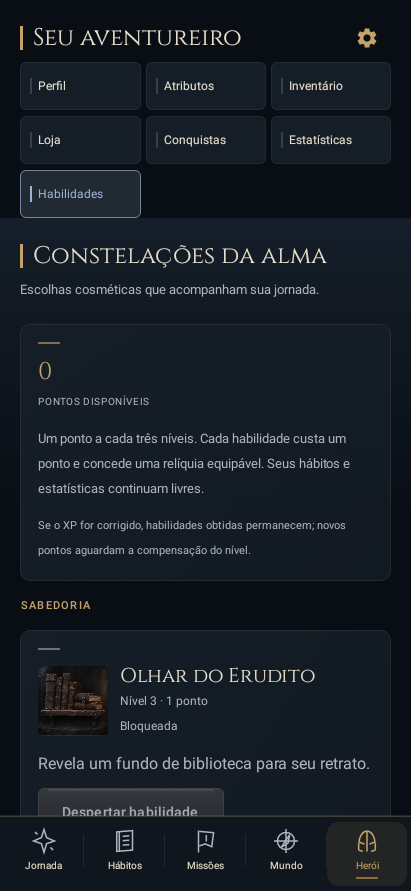 Seu aventureiro
Perfil
Atributos
Inventário
Loja
Conquistas
Estatísticas
Habilidades
Constelações da alma
Escolhas cosméticas que acompanham sua jornada.
0
PONTOS DISPONÍVEIS
Um ponto a cada três níveis. Cada habilidade custa um
ponto e concede uma relíquia equipável. Seus hábitos e
estatísticas continuam livres.
Se o XP for corrigido, habilidades obtidas permanecem; novos
pontos aguardam a compensação do nível.
SABEDORIA
Olhar do Erudito
Nível 3 · 1 ponto
Bloqueada
Revela um fundo de biblioteca para seu retrato.
Despertar habilidade
Jornada
Hábitos
Missões
Mundo
Herói